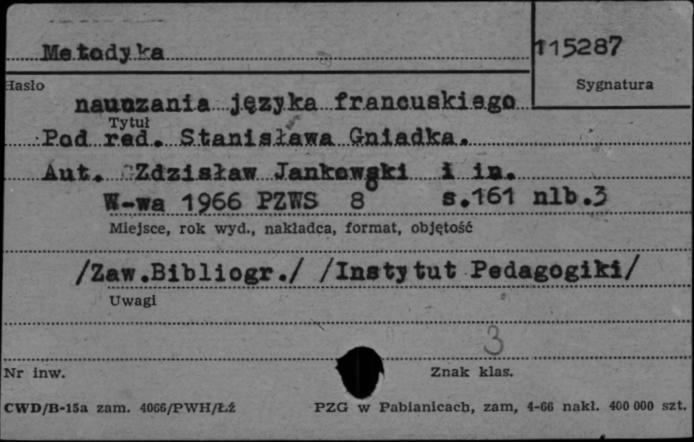 Metodyka
115287
Hasło
Sygnatura
nauczania języka francuskiego
Tytuł
Pod red. Stanisława Gniadka.
Aut. Zdzisław Jankowski i in.
W-wa 1966 PZWS 8° s.161 nlb.3
Miejsce, rok wyd., nakładca, format, objętość
/Zaw.Bibliogr./ /Instytut Pedagogiki/
Uwagi
3
Nr inw.
Znak klas.
CWD/B-15a zam. 4066/PWH/Łź
PZG w Pabianicach, zam, 4-66 nakł. 400 000 szt.